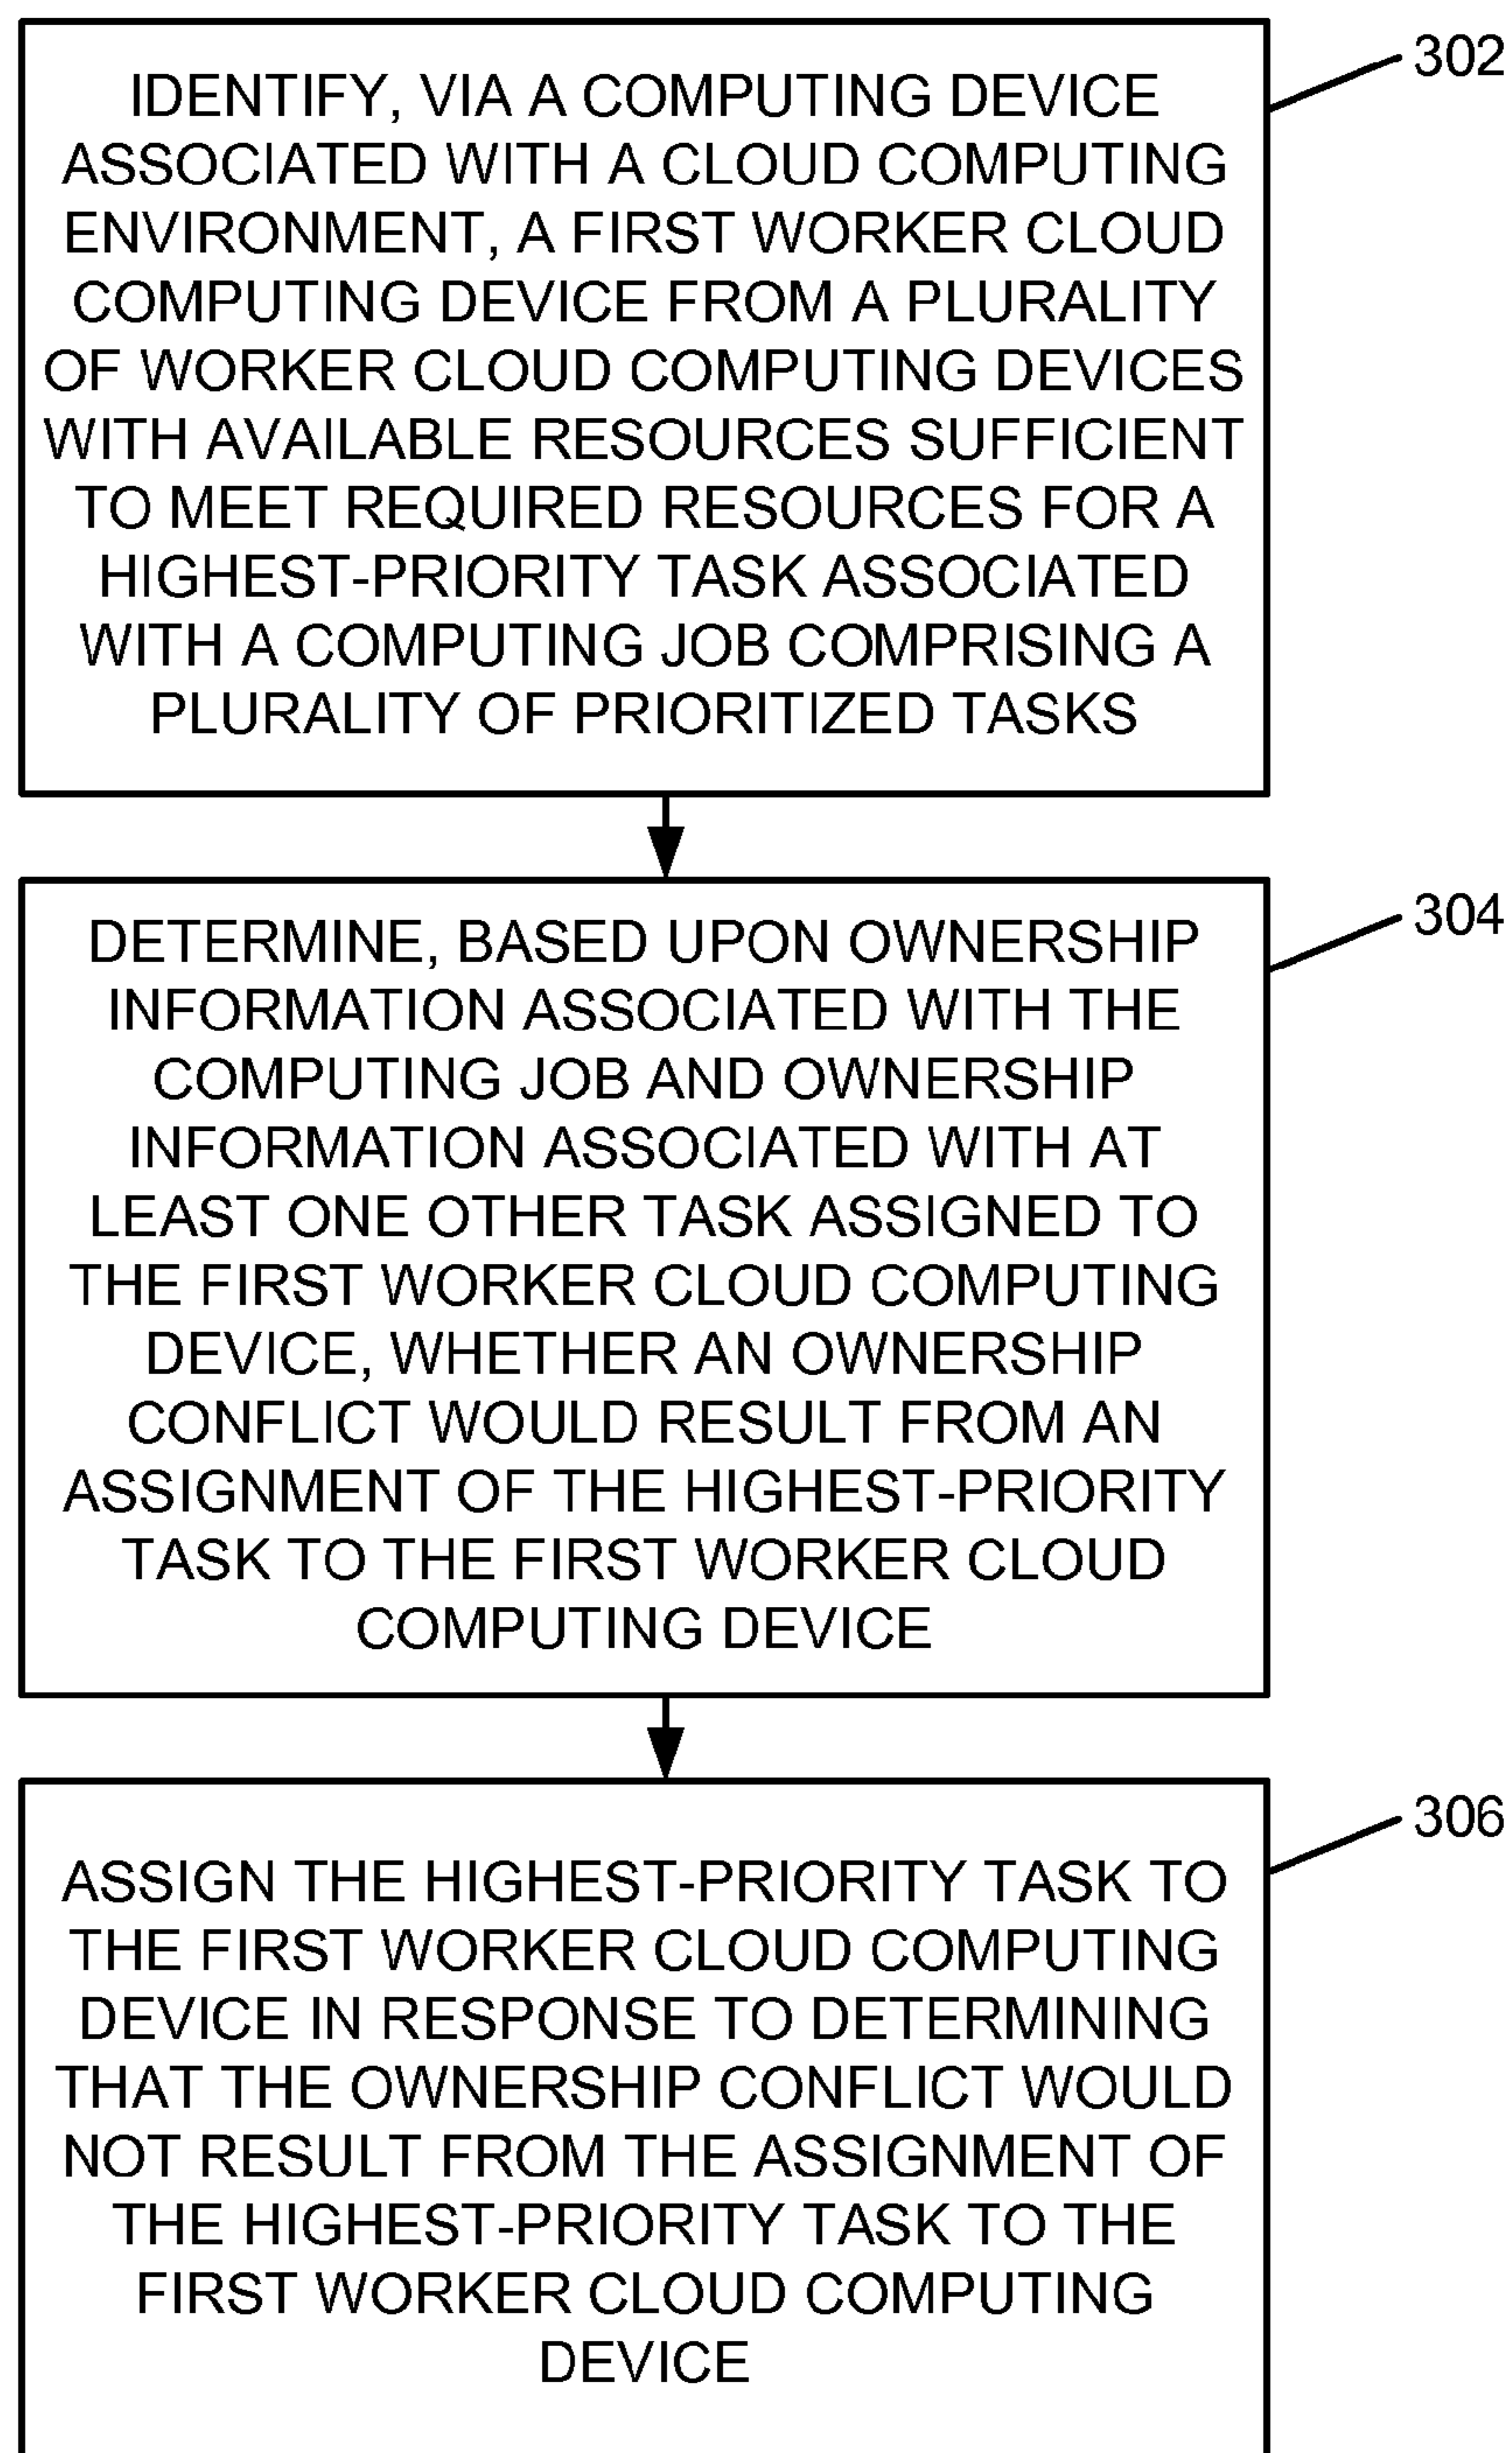 302
IDENTIFY, VIA A COMPUTING DEVICE
ASSOCIATED WITH A CLOUD COMPUTING
ENVIRONMENT, A FIRST WORKER CLOUD
COMPUTING DEVICE FROM A PLURALITY
OF WORKER CLOUD COMPUTING DEVICES
WITH AVAILABLE RESOURCES SUFFICIENT
TO MEET REQUIRED RESOURCES FOR A
HIGHEST-PRIORITY TASK ASSOCIATED
WITH A COMPUTING JOB COMPRISING A
PLURALITY OF PRIORITIZED TASKS
304
DETERMINE, BASED UPON OWNERSHIP
INFORMATION ASSOCIATED WITH THE
COMPUTING JOB AND OWNERSHIP
INFORMATION ASSOCIATED WITH AT
LEAST ONE OTHER TASK ASSIGNED TO
THE FIRST WORKER CLOUD COMPUTING
DEVICE, WHETHER AN OWNERSHIP
CONFLICT WOULD RESULT FROM AN
ASSIGNMENT OF THE HIGHEST-PRIORITY
TASK TO THE FIRST WORKER CLOUD
COMPUTING DEVICE
306
ASSIGN THE HIGHEST-PRIORITY TASK TO
THE FIRST WORKER CLOUD COMPUTING
DEVICE IN RESPONSE TO DETERMINING
THAT THE OWNERSHIP CONFLICT WOULD
NOT RESULT FROM THE ASSIGNMENT OF
THE HIGHEST-PRIORITY TASK TO THE
FIRST WORKER CLOUD COMPUTING
DEVICE